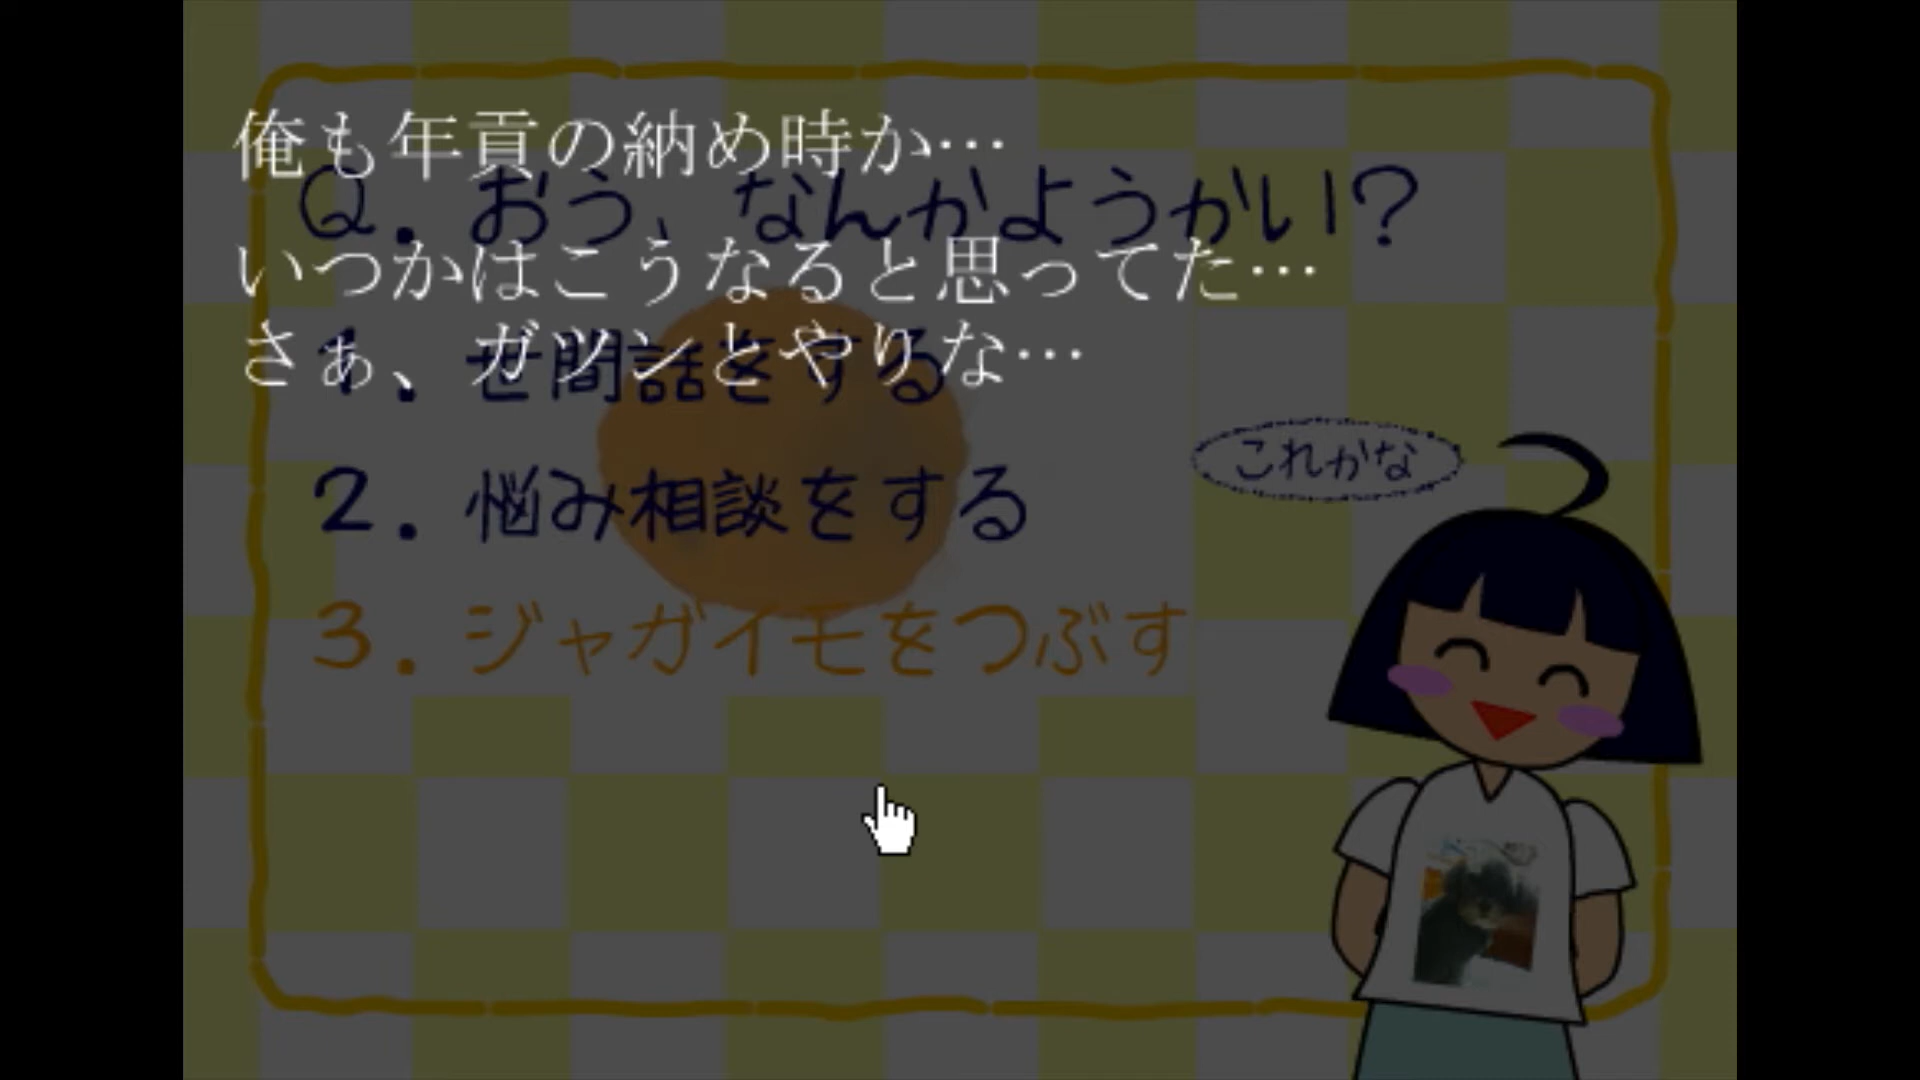 俺も年貢の納め時か…
Q．おう、なんかようかい？
いつかはこうなると思ってた…
さぁ、ガツンとやりな…
1．世間話をする
2．悩み相談をする
3．ジャガイモをつぶす
これかな